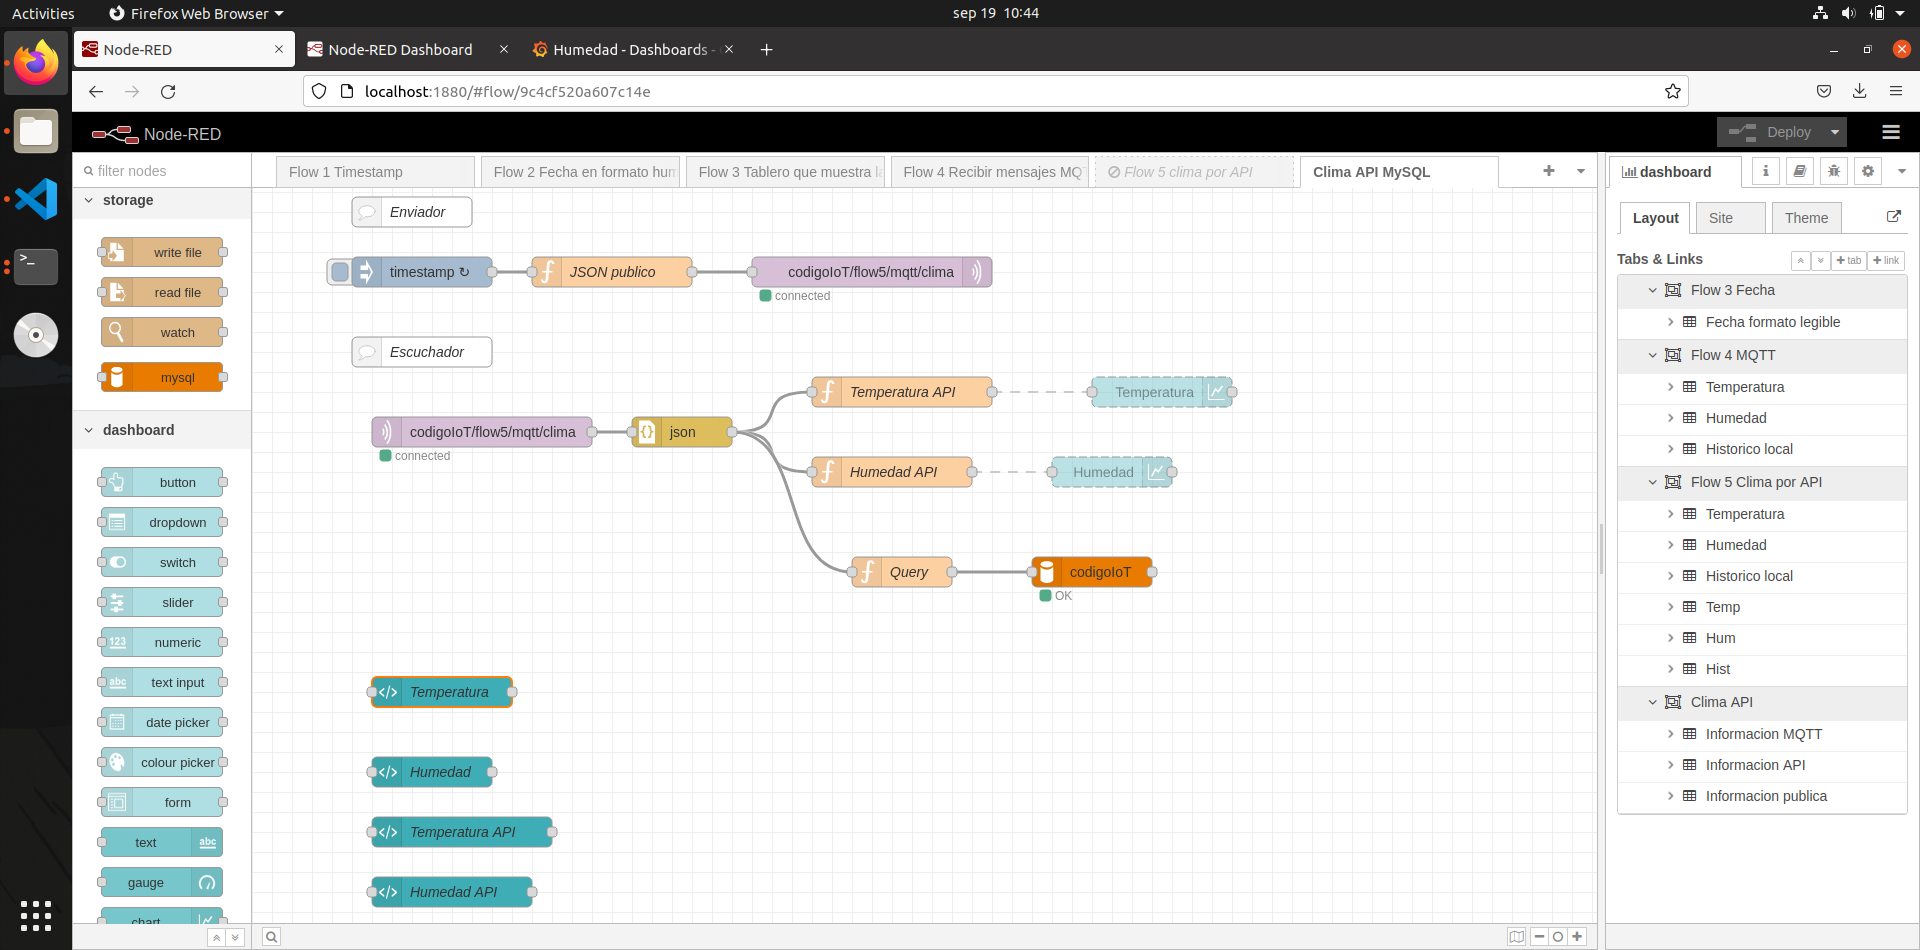 Activities
Firefox Web Browser
sep 19 10:44
Node-RED
Node-RED Dashboard
Humedad - Dashboards -
localhost:1880/#flow/9c4cf520a607c14e
Node-RED
Deploy
filter nodes
Flow 1 Timestamp
Flow 2 Fecha en formato hum
Flow 3 Tablero que muestra l
Flow 4 Recibir mensajes MQT
Flow 5 clima por API
Clima API MySQL
storage
write file
read file
watch
mysql
dashboard
button
dropdown
switch
slider
123
numeric
abc
text input
date picker
colour picker
form
text
abc
gauge
chart
Enviador
timestamp ↻
JSON publico
codigoIoT/flow5/mqtt/clima
connected
Escuchador
codigoIoT/flow5/mqtt/clima
connected
json
Temperatura API
Temperatura
Humedad API
Humedad
Query
codigoIoT
OK
Temperatura
Humedad
Temperatura API
Humedad API
dashboard
Layout
Site
Theme
Tabs & Links
+ tab
+ link
Flow 3 Fecha
Fecha formato legible
Flow 4 MQTT
Temperatura
Humedad
Historico local
Flow 5 Clima por API
Temperatura
Humedad
Historico local
Temp
Hum
Hist
Clima API
Informacion MQTT
Informacion API
Informacion publica